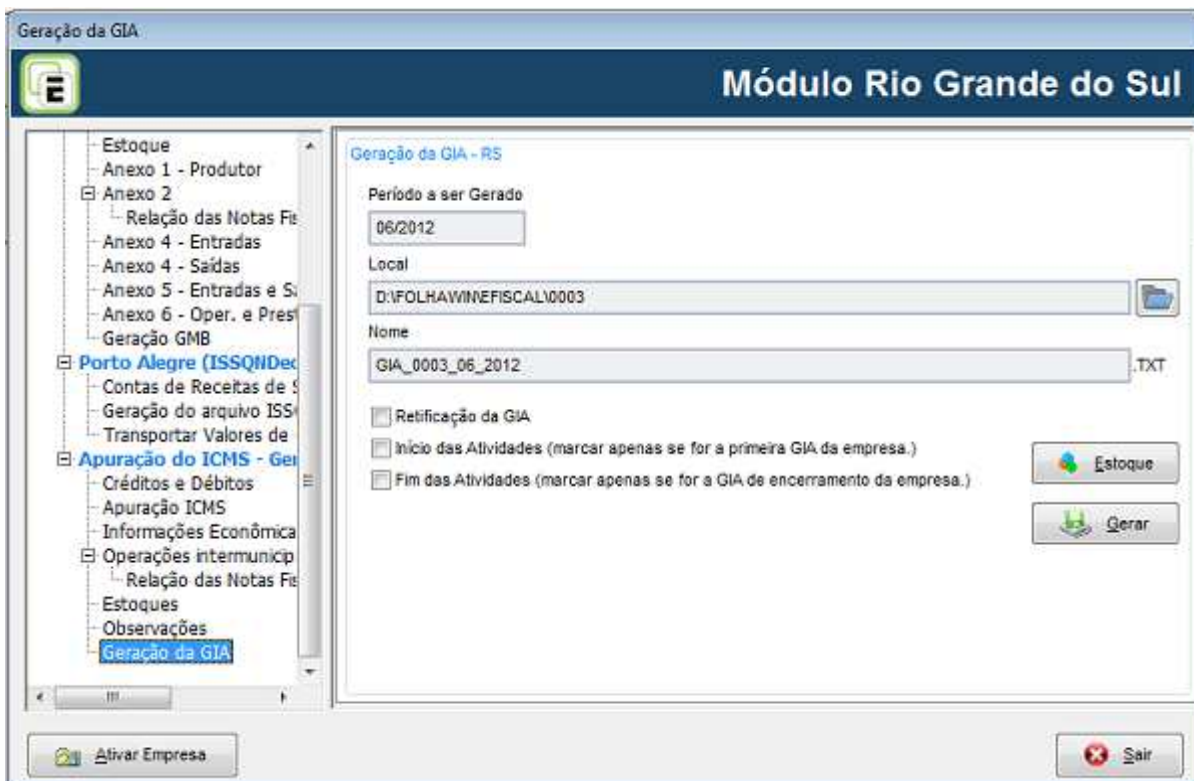 Geração da GIA
E
Módulo Rio Grande do Sul
Estoque
Anexo 1 - Produtor
Anexo 2
Relação das Notas Fis
Anexo 4 - Entradas
Anexo 4 - Saídas
Anexo 5 - Entradas e Sa
Anexo 6 - Oper. e Prest
Geração GMB
Porto Alegre (ISSQNDec
Contas de Receitas de S
Geração do arquivo ISS
Transportar Valores de
Apuração do ICMS - Ger
Créditos e Débitos
Apuração ICMS
Informações Econômica
Operações intermunicip
Relação das Notas Fis
Estoques
Observações
Geração da GIA
Geração da GIA - RS
Período a ser Gerado
06/2012
Local
D:\FOLHAWIN\EFISCAL\0003
Nome
GIA_0003_06_2012
.TXT
Retificação da GIA
Início das Atividades (marcar apenas se for a primeira GIA da empresa.)
Fim das Atividades (marcar apenas se for a GIA de encerramento da empresa.)
Estoque
Gerar
Ativar Empresa
Sair